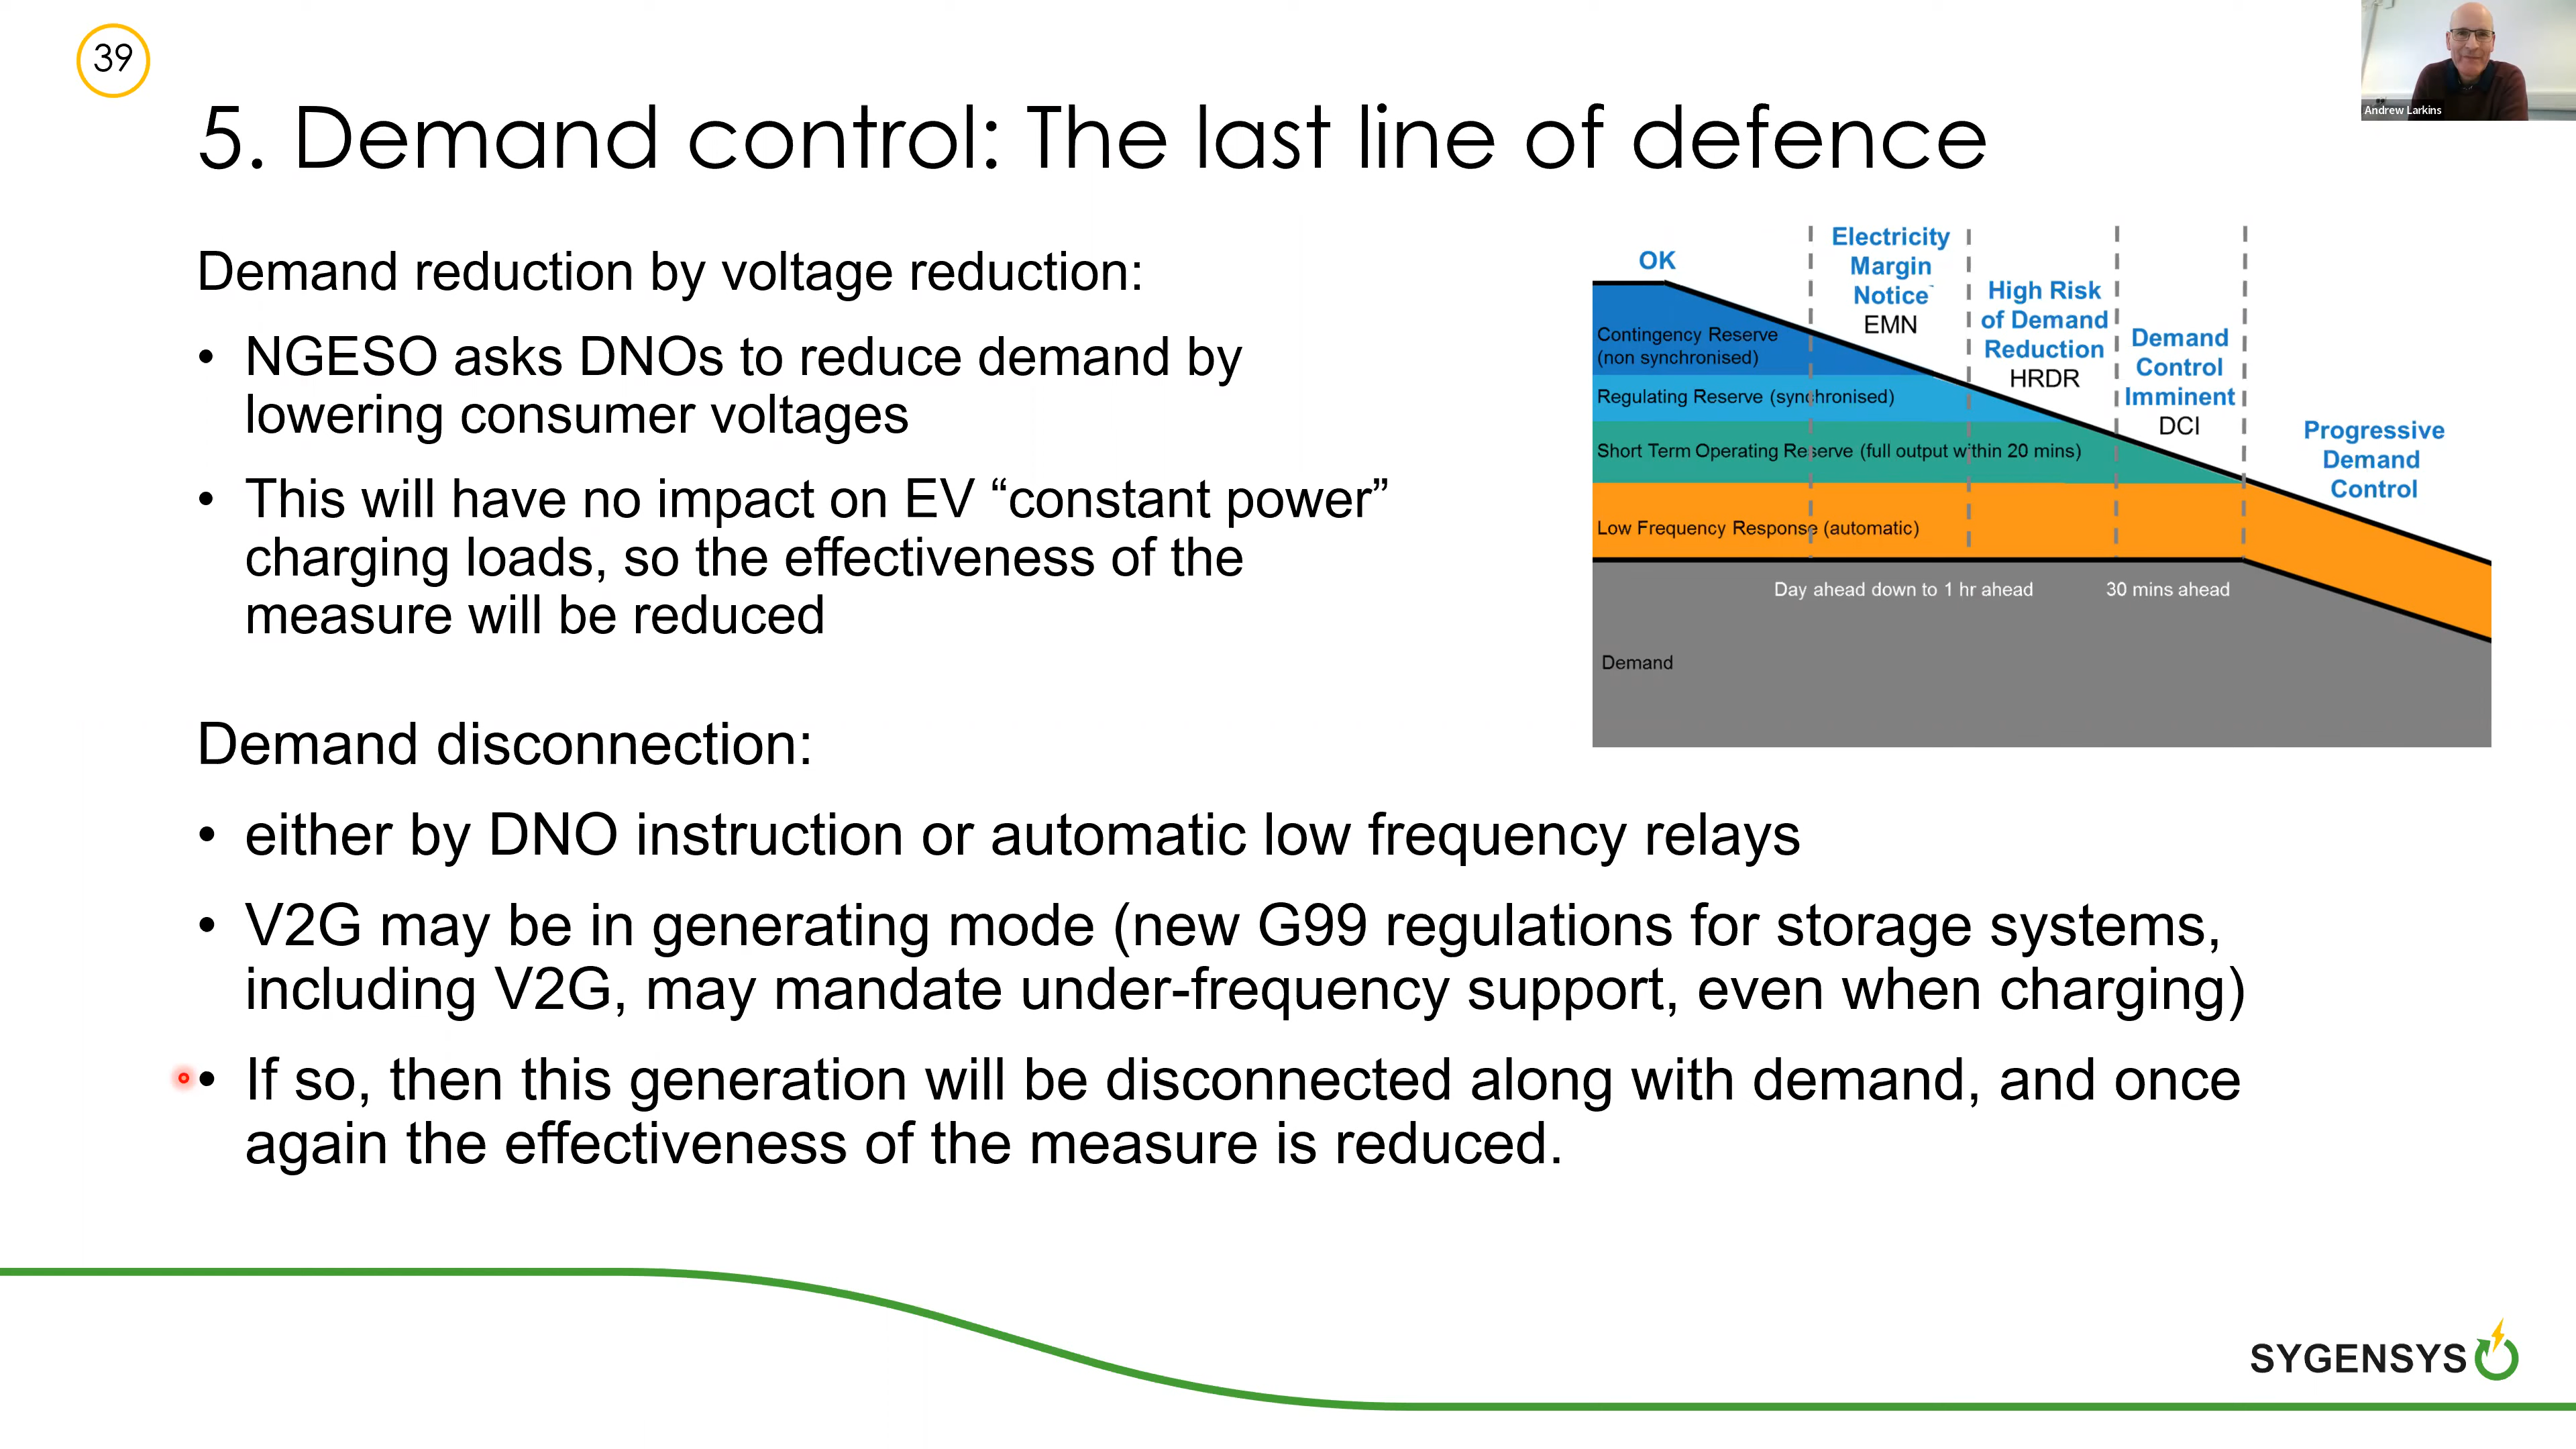 39
Andrew Larkins
5. Demand control: The last line of defence
Demand reduction by voltage reduction:
• NGESO asks DNOs to reduce demand by
lowering consumer voltages
• This will have no impact on EV “constant power”
charging loads, so the effectiveness of the
measure will be reduced
OK
Electricity
Margin
Notice™
EMN
High Risk
of Demand
Reduction
HRDR
Demand
Control
Imminent
DCI
Progressive
Demand
Control
Contingency Reserve
(non synchronised)
Regulating Reserve (synchronised)
Short Term Operating Reserve (full output within 20 mins)
Low Frequency Response (automatic)
Day ahead down to 1 hr ahead
30 mins ahead
Demand
Demand disconnection:
• either by DNO instruction or automatic low frequency relays
• V2G may be in generating mode (new G99 regulations for storage systems,
including V2G, may mandate under-frequency support, even when charging)
• If so, then this generation will be disconnected along with demand, and once
again the effectiveness of the measure is reduced.
SYGENSYS